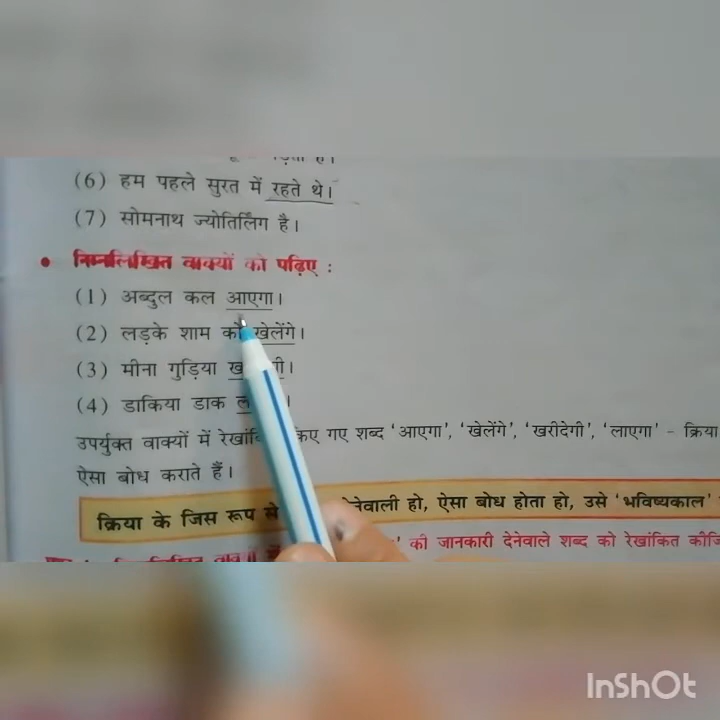 (6) हम पहले सुरत में रहते थे।
(7) सोमनाथ ज्योतिर्लिंग है।
• निम्नलिखित वाक्यों को पढ़िए :
(1) अब्दुल कल आएगा।
(2) लड़के शाम को खेलेंगे।
(3) मीना गुड़िया
(4) डाकिया डाक
उपर्युक्त वाक्यों में गए शब्द 'आएगा', 'खेलेंगे', 'खरीदेगी', 'लाएगा' - क्रिया
ऐसा बोध कराते हैं।
क्रिया के जिस रूप से हो, ऐसा बोध होता हो, उसे 'भविष्यकाल'
की जानकारी देनेवाले शब्द को रेखांकित
InShOt